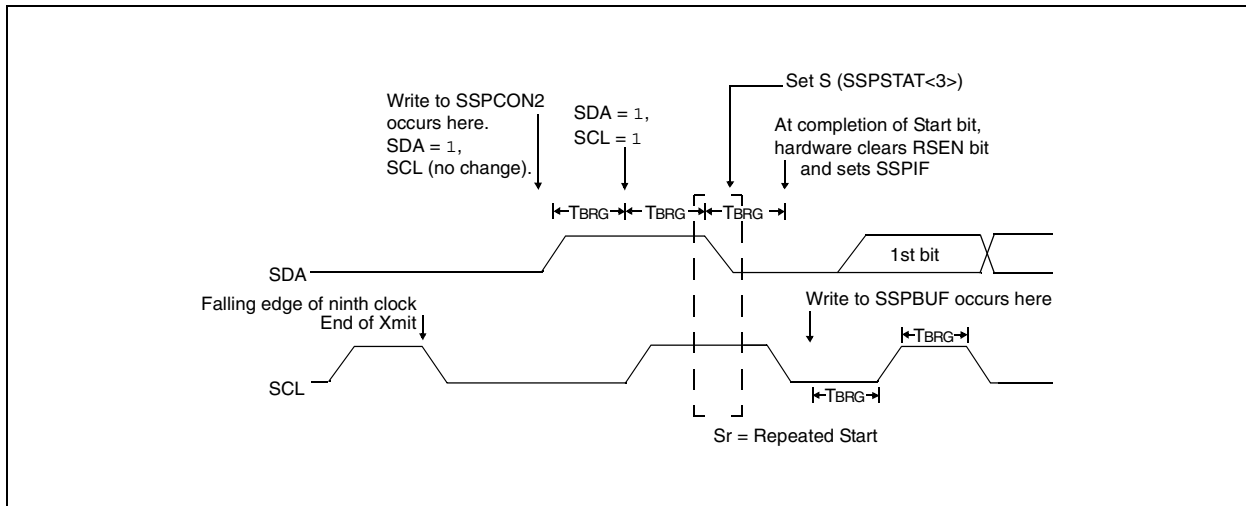 Set S (SSPSTAT<3>)
Write to SSPCON2
occurs here.
SDA = 1,
SCL (no change).
SDA = 1,
SCL = 1
At completion of Start bit,
hardware clears RSEN bit
and sets SSPIF
TBRG
TBRG
TBRG
SDA
1st bit
Falling edge of ninth clock
End of Xmit
Write to SSPBUF occurs here
TBRG
SCL
TBRG
Sr = Repeated Start